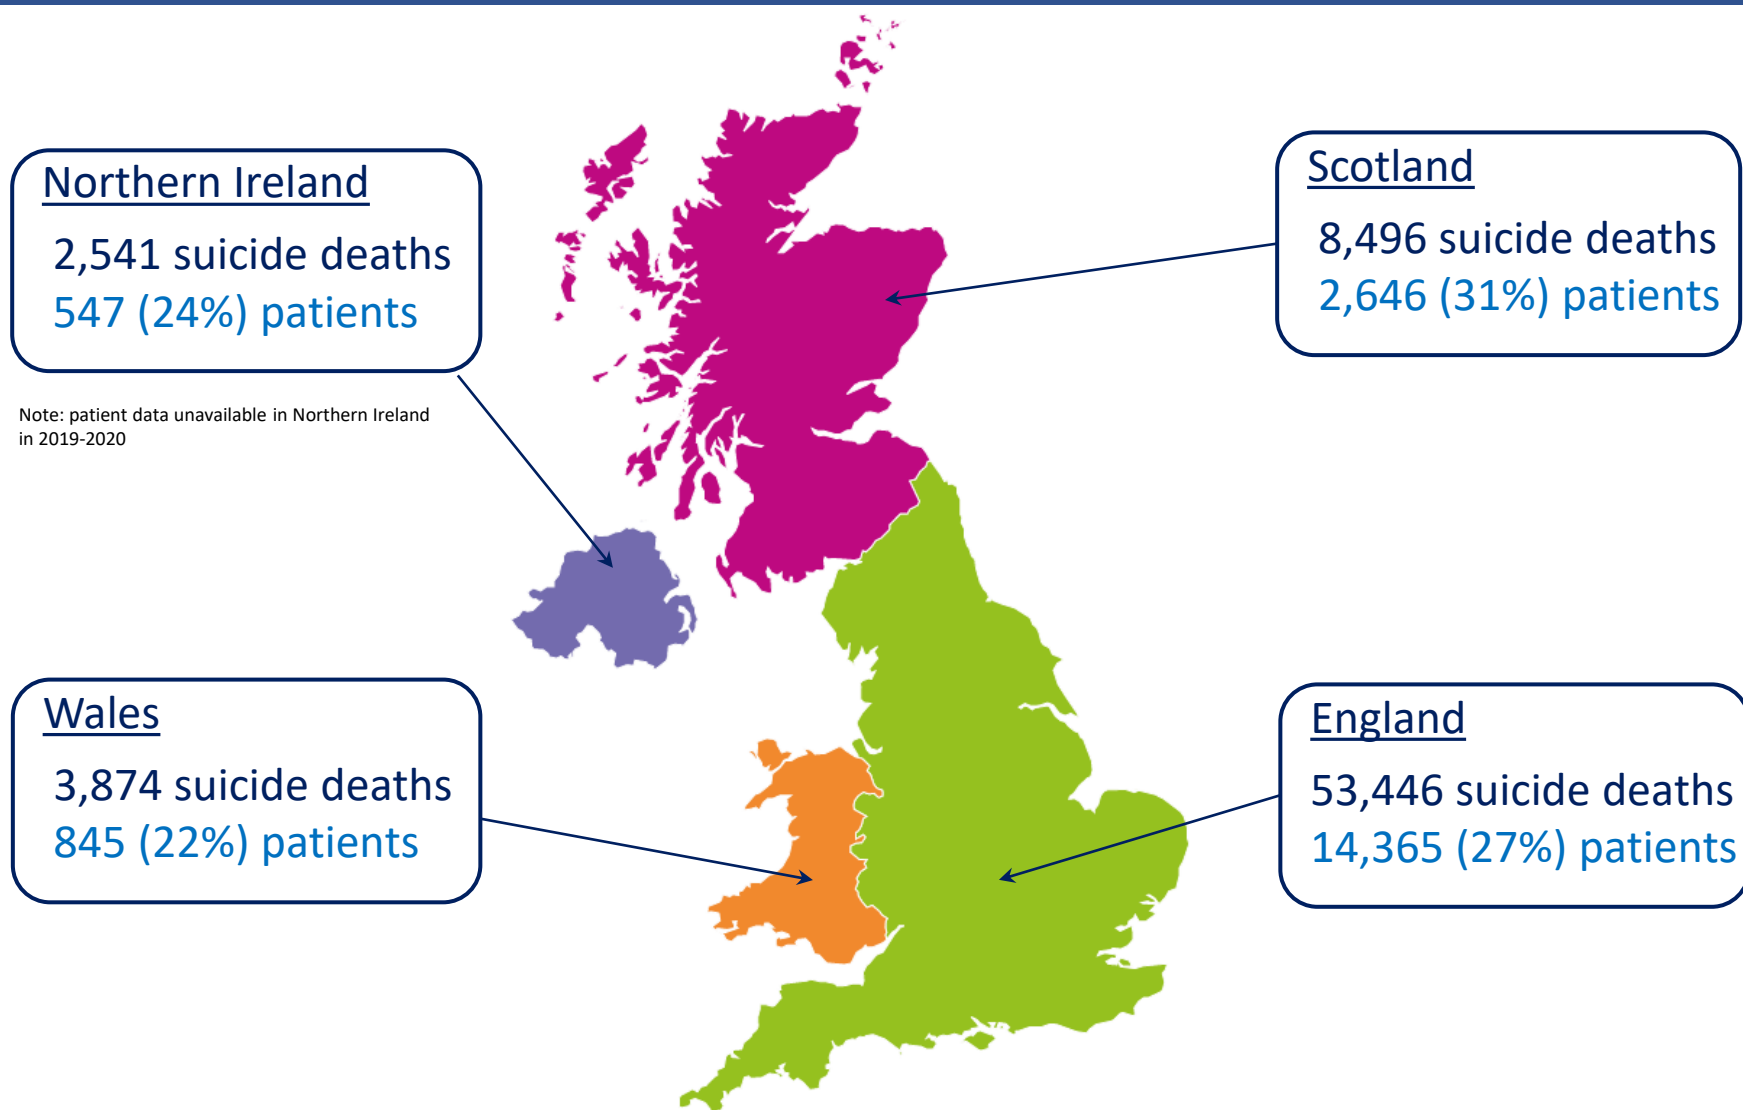 Northern Ireland
2,541 suicide deaths
547 (24%) patients
Note: patient data unavailable in Northern Ireland
in 2019-2020
Scotland
8,496 suicide deaths
2,646 (31%) patients
Wales
3,874 suicide deaths
845 (22%) patients
England
53,446 suicide deaths
14,365 (27%) patients